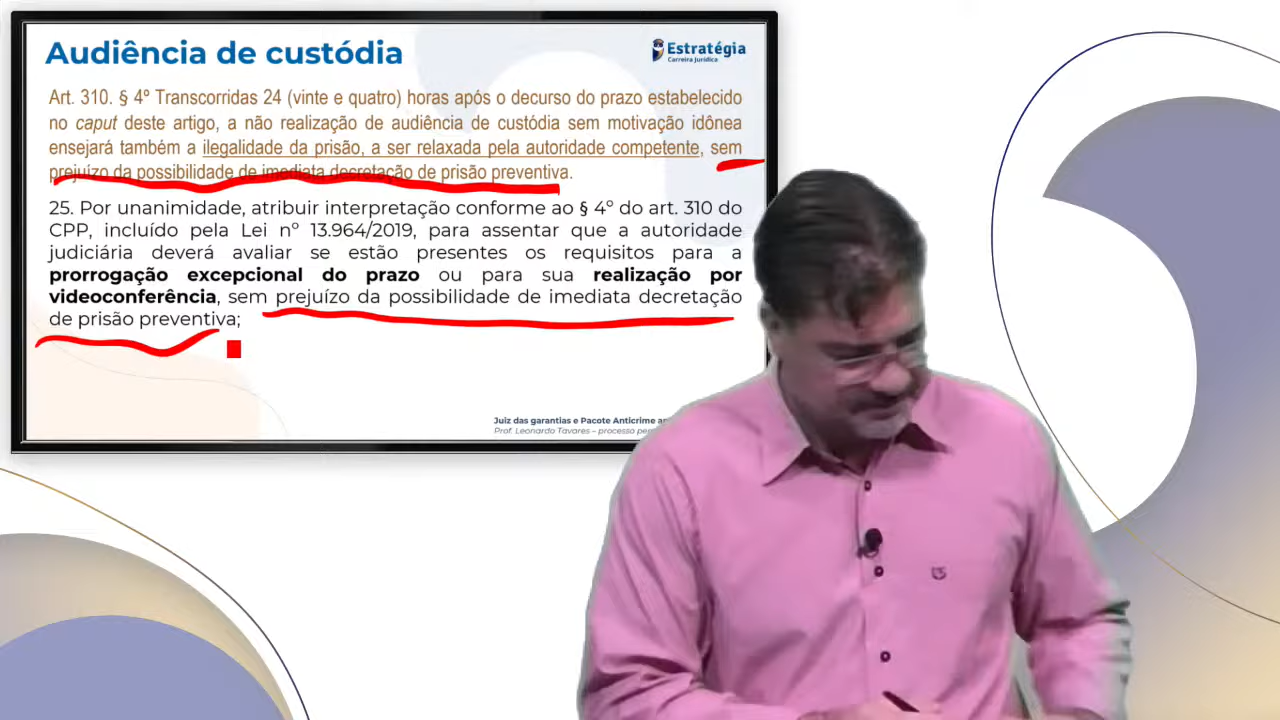 Audiência de custódia
Estratégia
Carreira Jurídica
Art. 310. § 4º Transcorridas 24 (vinte e quatro) horas após o decurso do prazo estabelecido
no caput deste artigo, a não realização de audiência de custódia sem motivação idônea
ensejará também a ilegalidade da prisão, a ser relaxada pela autoridade competente, sem
prejuízo da possibilidade de imediata decretação de prisão preventiva.
25. Por unanimidade, atribuir interpretação conforme ao § 4º do art. 310 do
CPP, incluído pela Lei nº 13.964/2019, para assentar que a autoridade
judiciária deverá avaliar se estão presentes os requisitos para a
prorrogação excepcional do prazo ou para sua realização por
videoconferência, sem prejuízo da possibilidade de imediata decretação
de prisão preventiva;
Juiz das garantias e Pacote Anticrime
Prof. Leonardo Tavares – processo